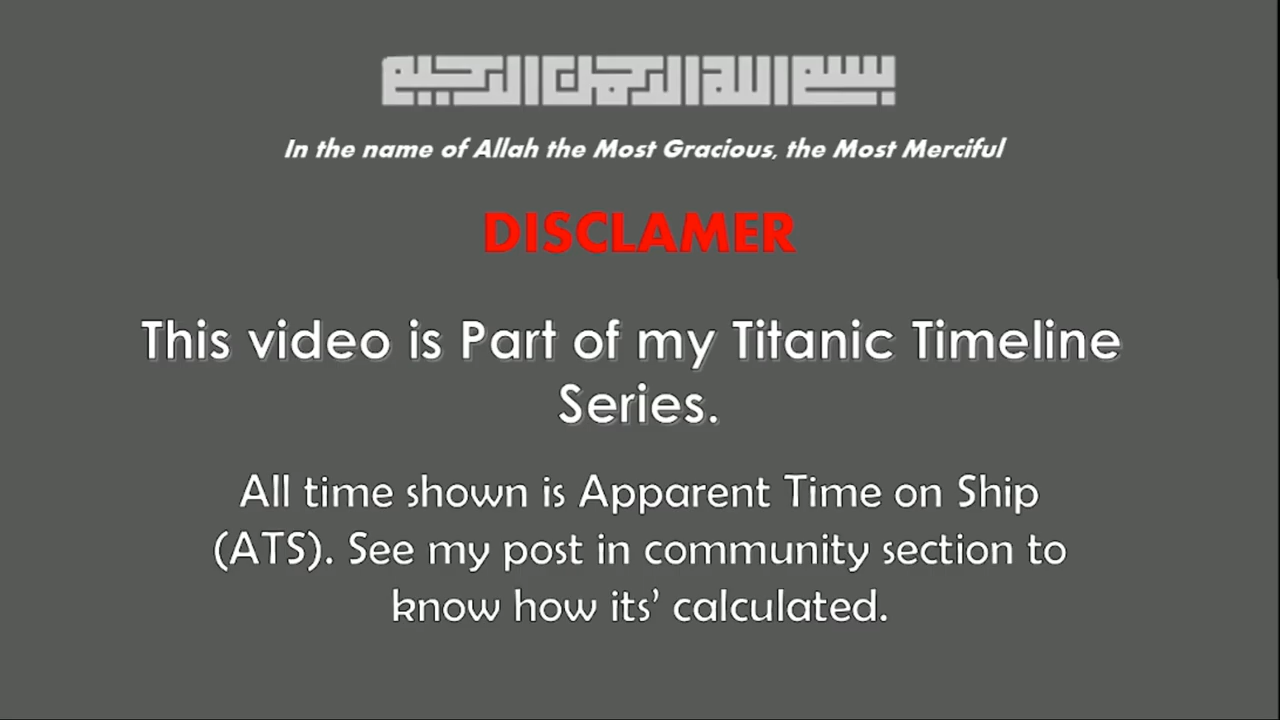 بسم الله الرحمن الرحيم
In the name of Allah the Most Gracious, the Most Merciful
DISCLAMER
This video is Part of my Titanic Timeline
Series.
All time shown is Apparent Time on Ship
(ATS). See my post in community section to
know how its’ calculated.